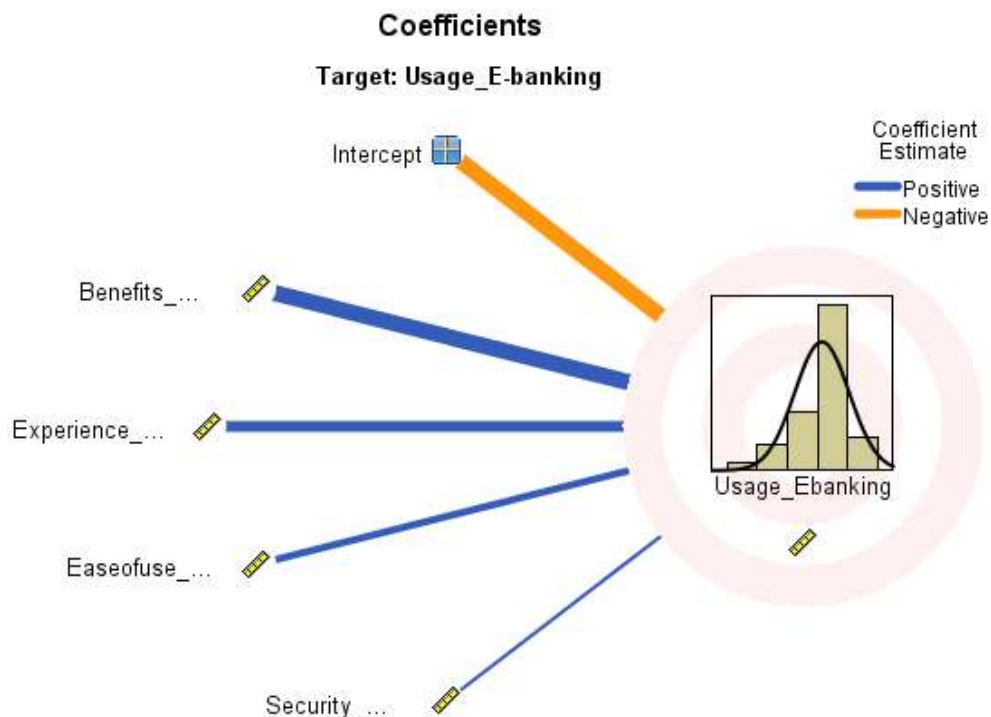 Coefficients
Target: Usage_E-banking
Coefficient
Estimate
Positive
Negative
Intercept
Benefits_...
Experience_...
Easeofuse_...
Security_...
Usage_Ebanking